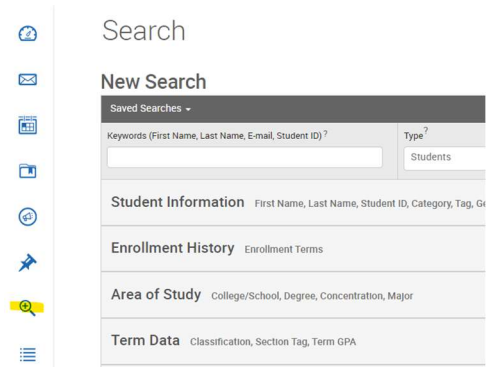 Search
New Search
Saved Searches
Keywords (First Name, Last Name, E-mail, Student ID) ? Type ?
Students
Student Information First Name, Last Name, Student ID, Category, Tag, Ge
Enrollment History Enrollment Terms
Area of Study College/School, Degree, Concentration, Major
Term Data Classification, Section Tag, Term GPA